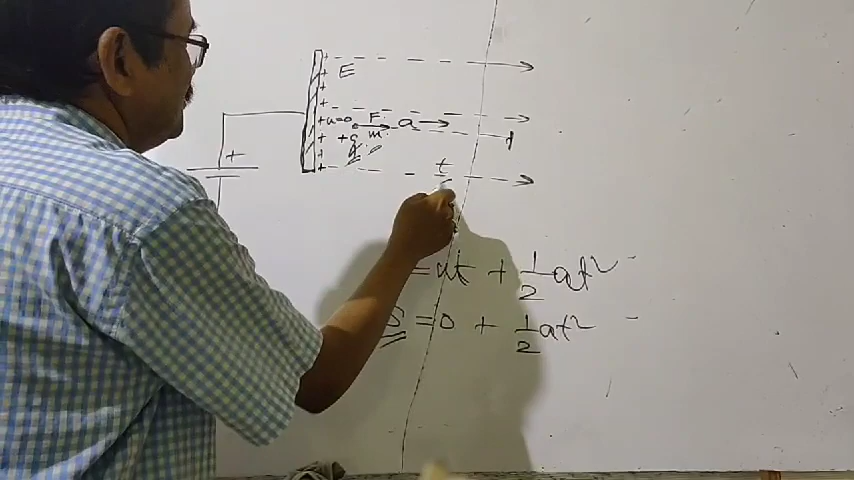 E
u=0 F a
+q m
t
= ut + 1/2 at²
S = 0 + 1/2 at²